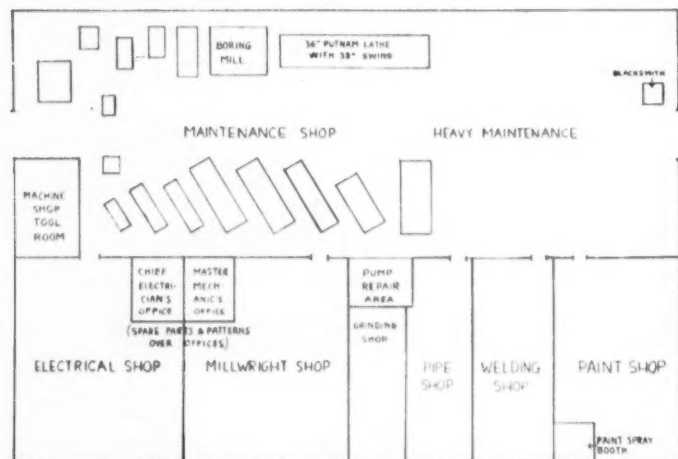 BORING
MILL
36" PUTNAM LATHE
WITH 38" SWING
BLACKSMITH
MAINTENANCE SHOP
HEAVY MAINTENANCE
MACHINE
SHOP
TOOL
ROOM
CHIEF
ELECTRI-
CIAN'S
OFFICE
MASTER
MECH-
ANIC'S
OFFICE
PUMP
REPAIR
AREA
(SPARE PARTS & PATTERNS
OVER OFFICES)
GRINDING
SHOP
ELECTRICAL SHOP
MILLWRIGHT SHOP
PIPE
SHOP
WELDING
SHOP
PAINT SHOP
PAINT SPRAY
BOOTH